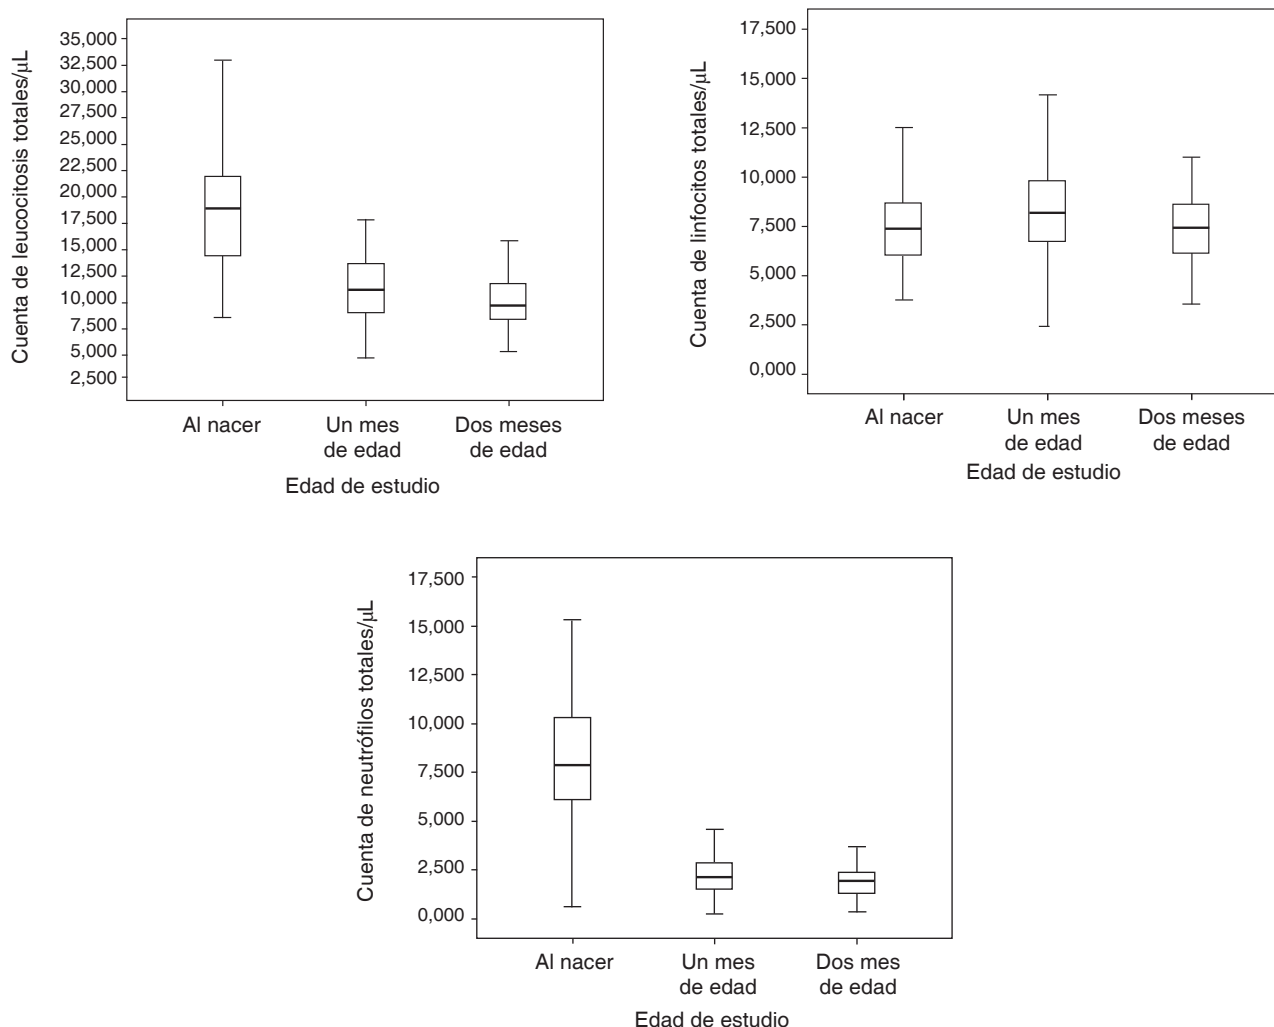 Cuenta de leucocitosis totales/µL
35,000
32,500
30,000
27,500
25,000
22,500
20,000
17,500
15,000
12,500
10,000
7,500
5,000
2,500
Al nacer
Un mes
de edad
Dos meses
de edad
Edad de estudio
Cuenta de linfocitos totales/µL
17,500
15,000
12,500
10,000
7,500
5,000
2,500
0,000
Al nacer
Un mes
de edad
Dos meses
de edad
Edad de estudio
Cuenta de neutrófilos totales/µL
17,500
15,000
12,500
10,000
7,500
5,000
2,500
0,000
Al nacer
Un mes
de edad
Dos mes
de edad
Edad de estudio